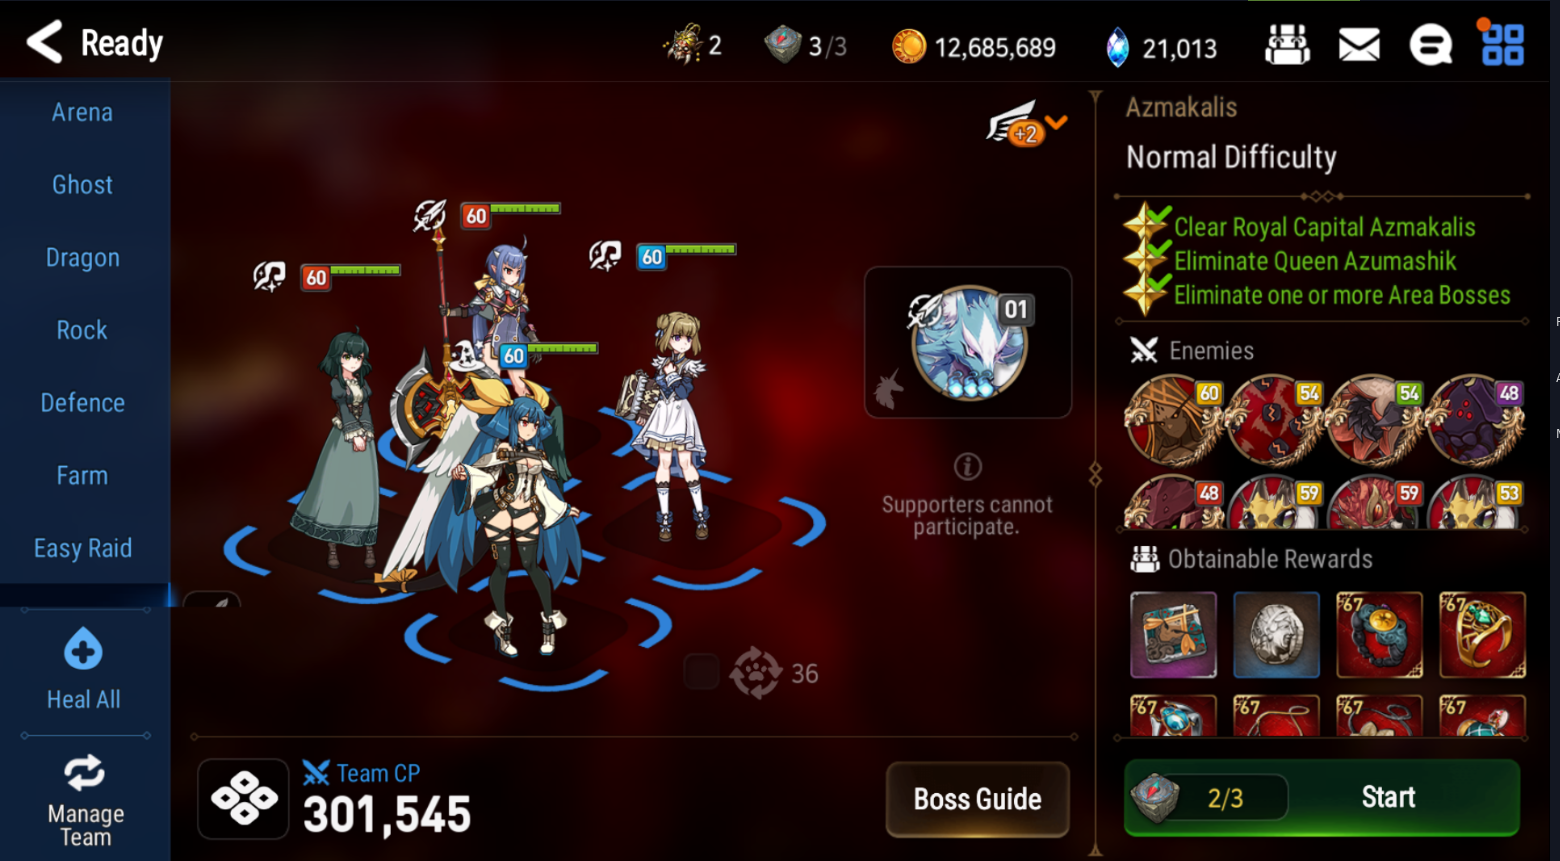 Ready
2
3/3
12,685,689
21,013
Arena
Ghost
Dragon
Rock
Defence
Farm
Easy Raid
Heal All
Manage
Team
+2
60
60
60
60
01
Supporters cannot
participate.
36
Team CP
301,545
Boss Guide
Azmakalis
Normal Difficulty
Clear Royal Capital Azmakalis
Eliminate Queen Azumashik
Eliminate one or more Area Bosses
Enemies
60 54 54 48
48 59 59 53
Obtainable Rewards
67 67
67 67 67 67
2/3
Start